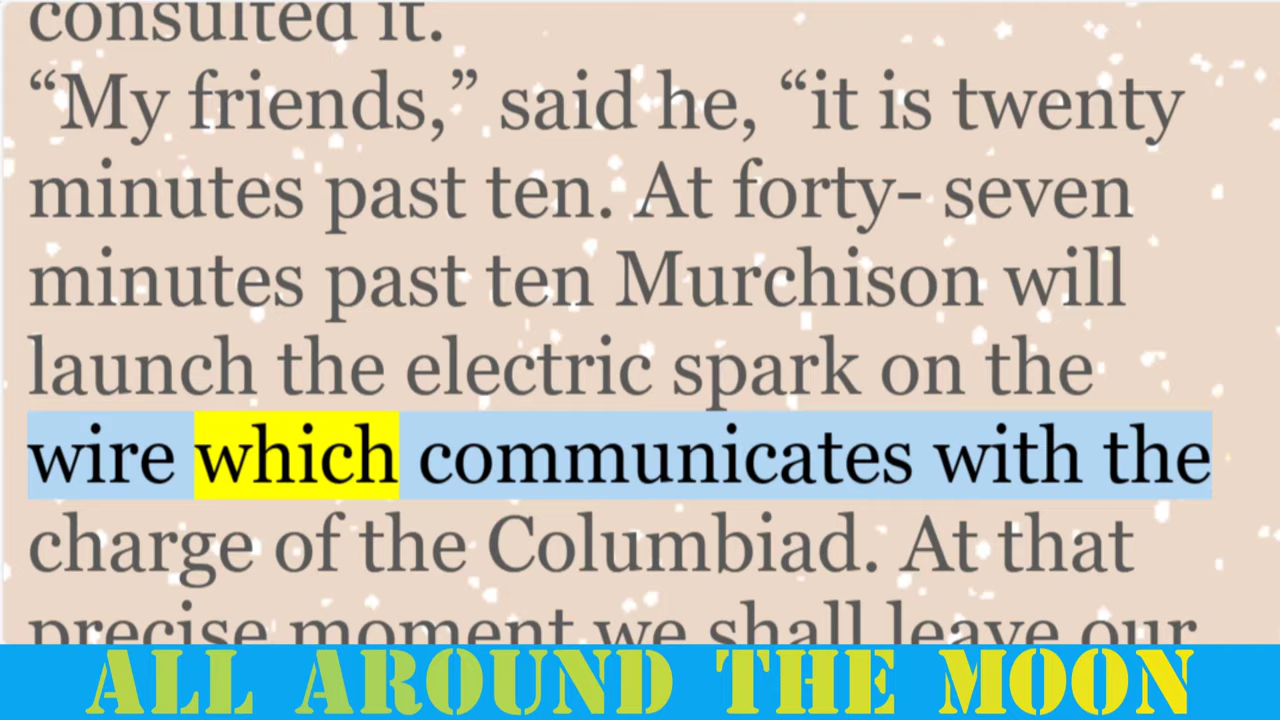 consulted it.
“My friends,” said he, “it is twenty
minutes past ten. At forty- seven
minutes past ten Murchison will
launch the electric spark on the
wire which communicates with the
charge of the Columbiad. At that
precise moment we shall leave our
ALL AROUND THE MOON